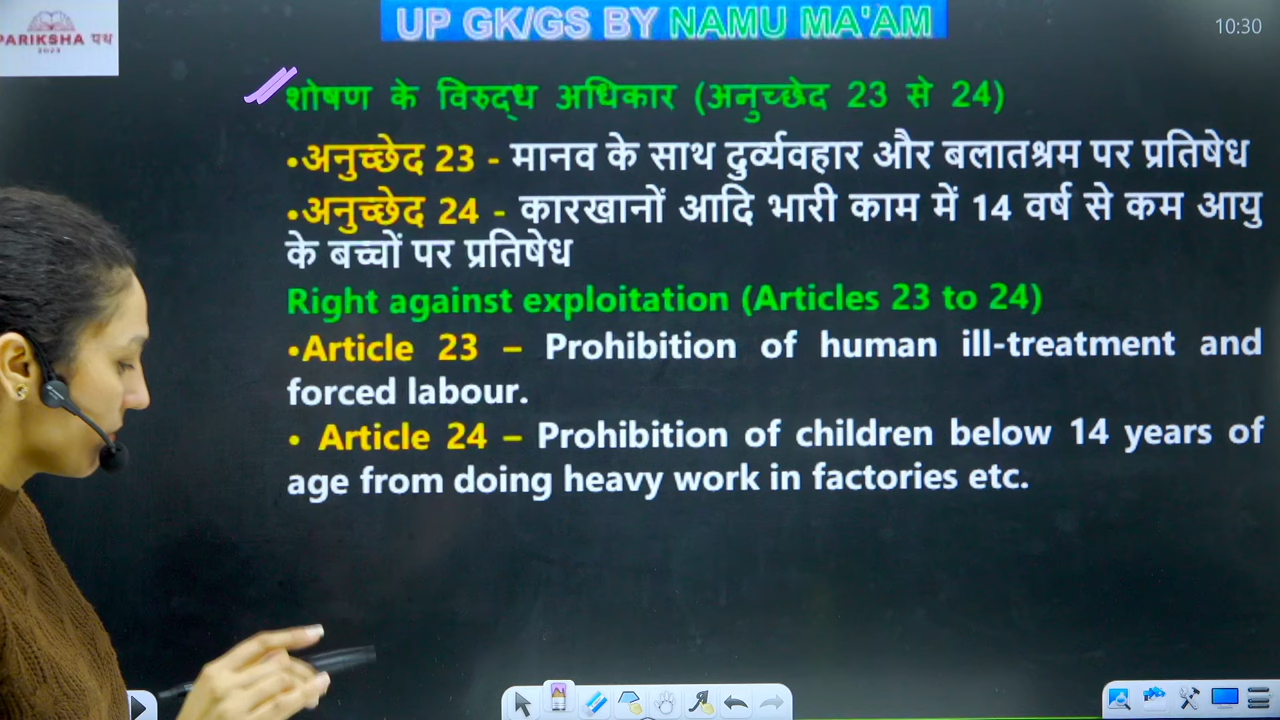 UP GK/GS BY NAMU MA'AM
10:30
PARIKSHA पथ
2023
शोषण के विरुद्ध अधिकार (अनुच्छेद 23 से 24)
•अनुच्छेद 23 - मानव के साथ दुर्व्यवहार और बलातश्रम पर प्रतिषेध
•अनुच्छेद 24 - कारखानों आदि भारी काम में 14 वर्ष से कम आयु
के बच्चों पर प्रतिषेध
Right against exploitation (Articles 23 to 24)
•Article 23 – Prohibition of human ill-treatment and
forced labour.
• Article 24 – Prohibition of children below 14 years of
age from doing heavy work in factories etc.